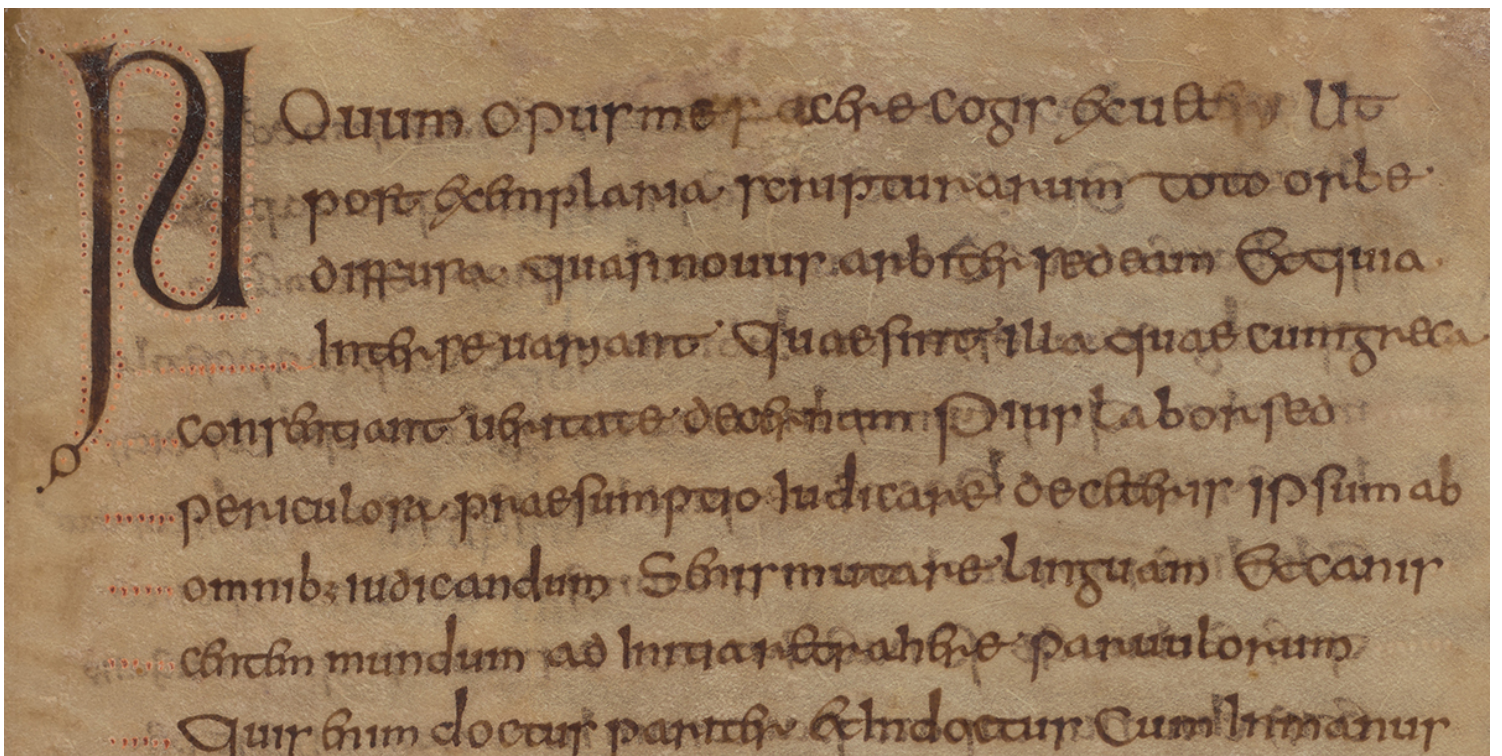 Nouum opus me facere cogis ex ueteri Ut
post exemplaria scripturarum toto orbe
diffusa quasi nouus arbiter sedeam Et quia
inter se uariant Quae sint illa quae cum greca
consentiant ueritate decernam Pius labor sed
periculosa praesumptio Iudicare de ceteris ipsum ab
omnib; iudicandum Senis mutare linguam Et canis
centem mundum ad Initia retrahere paruulorum
Quis enim doctus pariter et Indoctus Cum In manus